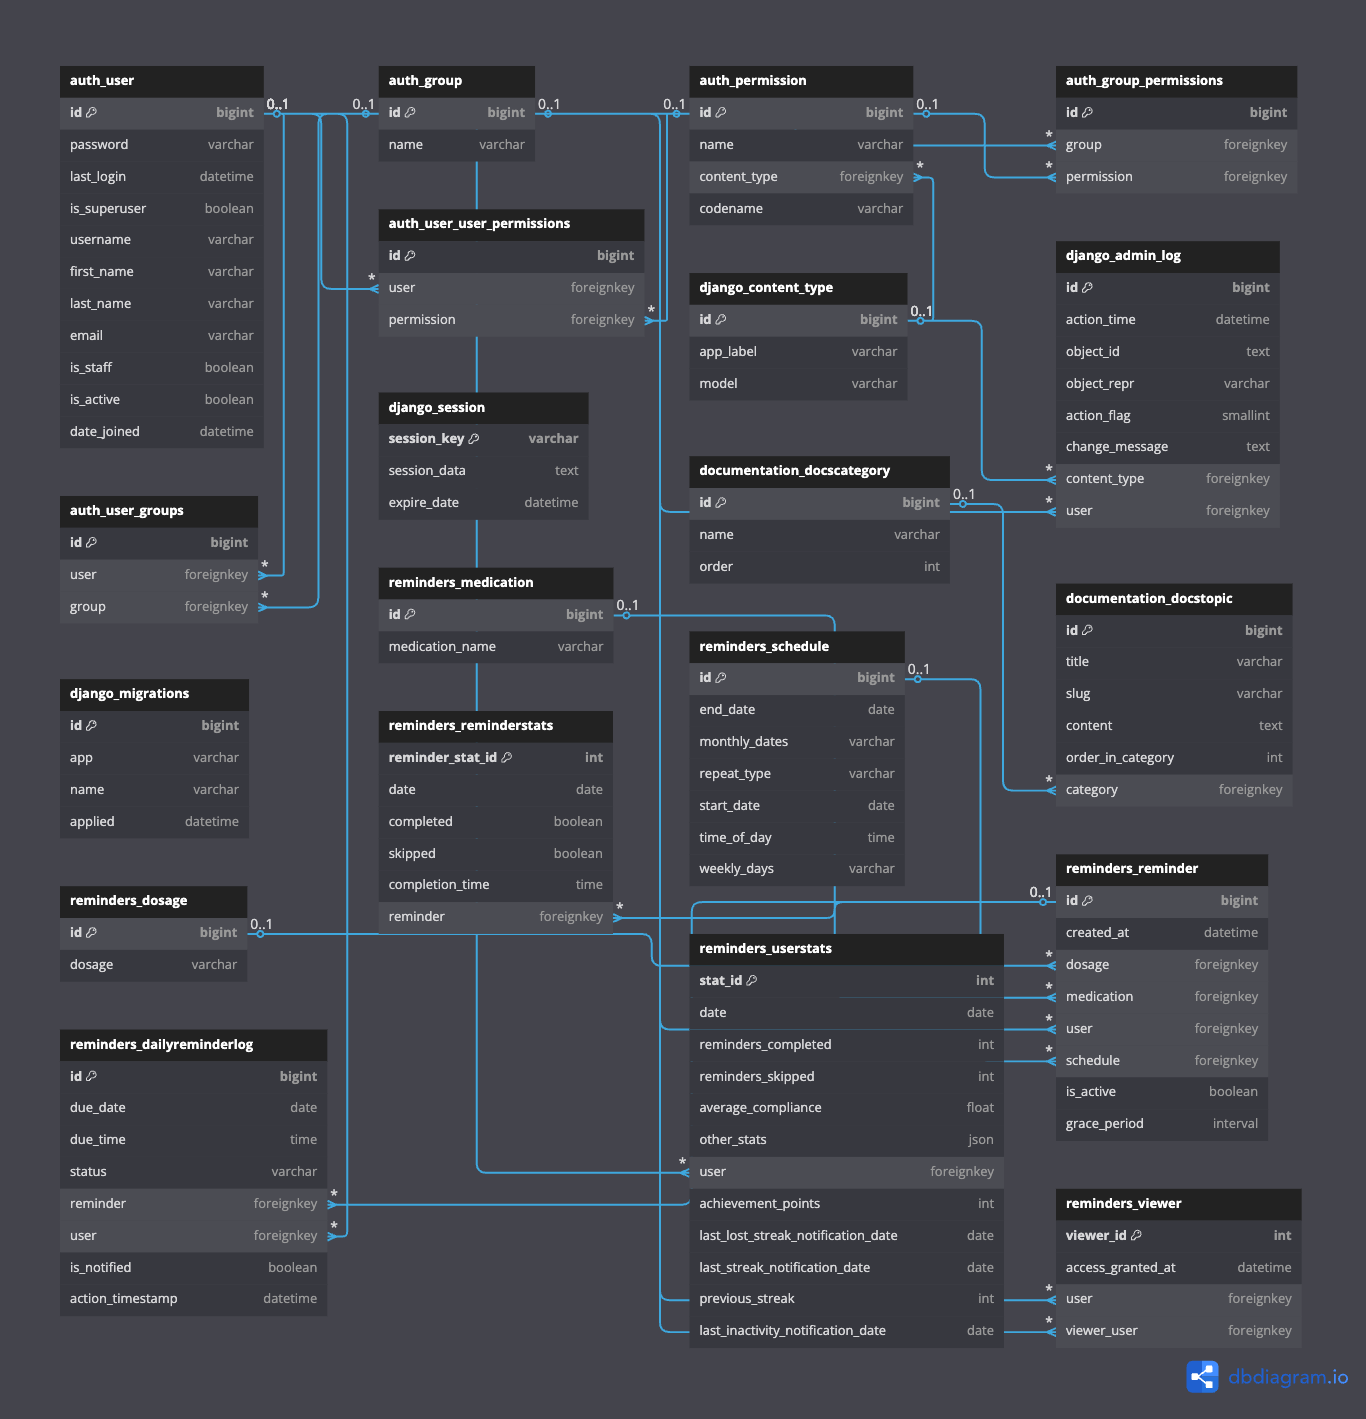 auth_user
id bigint
password varchar
last_login datetime
is_superuser boolean
username varchar
first_name varchar
last_name varchar
email varchar
is_staff boolean
is_active boolean
date_joined datetime
0..1
auth_group
id bigint
name varchar
0..1
0..1
auth_permission
id bigint
name varchar
content_type foreignkey
codename varchar
0..1
0..1
*
auth_group_permissions
id bigint
group foreignkey
permission foreignkey
*
*
auth_user_user_permissions
id bigint
user foreignkey
permission foreignkey
*
*
django_content_type
id bigint
app_label varchar
model varchar
0..1
django_admin_log
id bigint
action_time datetime
object_id text
object_repr varchar
action_flag smallint
change_message text
content_type foreignkey
user foreignkey
*
*
django_session
session_key varchar
session_data text
expire_date datetime
documentation_docscategory
id bigint
name varchar
order int
0..1
auth_user_groups
id bigint
user foreignkey
group foreignkey
*
*
reminders_medication
id bigint
medication_name varchar
0..1
documentation_docstopic
id bigint
title varchar
slug varchar
content text
order_in_category int
category foreignkey
*
reminders_schedule
id bigint
end_date date
monthly_dates varchar
repeat_type varchar
start_date date
time_of_day time
weekly_days varchar
0..1
django_migrations
id bigint
app varchar
name varchar
applied datetime
reminders_reminderstats
reminder_stat_id int
date date
completed boolean
skipped boolean
completion_time time
reminder foreignkey
*
reminders_dosage
id bigint
dosage varchar
0..1
reminders_reminder
id bigint
created_at datetime
dosage foreignkey
medication foreignkey
user foreignkey
schedule foreignkey
is_active boolean
grace_period interval
0..1
*
*
*
*
reminders_userstats
stat_id int
date date
reminders_completed int
reminders_skipped int
average_compliance float
other_stats json
user foreignkey
achievement_points int
last_lost_streak_notification_date date
last_streak_notification_date date
previous_streak int
last_inactivity_notification_date date
*
reminders_dailyreminderlog
id bigint
due_date date
due_time time
status varchar
reminder foreignkey
user foreignkey
is_notified boolean
action_timestamp datetime
*
*
reminders_viewer
viewer_id int
access_granted_at datetime
user foreignkey
viewer_user foreignkey
*
*
dbdiagram.io